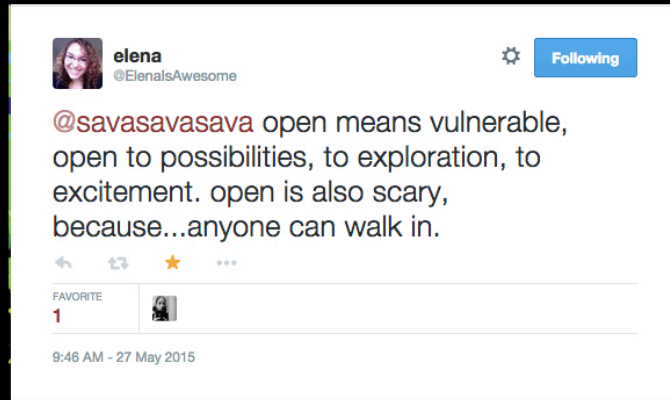 elena
@ElenaIsAwesome
Following
@savasavasava open means vulnerable,
open to possibilities, to exploration, to
excitement. open is also scary,
because...anyone can walk in.
FAVORITE
1
9:46 AM - 27 May 2015